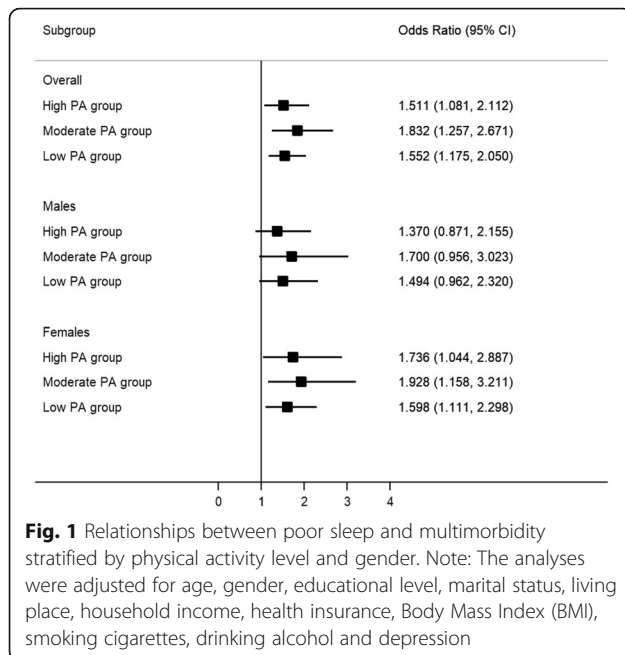 Subgroup Odds Ratio (95% CI)
Overall
High PA group 1.511 (1.081, 2.112)
Moderate PA group 1.832 (1.257, 2.671)
Low PA group 1.552 (1.175, 2.050)
Males
High PA group 1.370 (0.871, 2.155)
Moderate PA group 1.700 (0.956, 3.023)
Low PA group 1.494 (0.962, 2.320)
Females
High PA group 1.736 (1.044, 2.887)
Moderate PA group 1.928 (1.158, 3.211)
Low PA group 1.598 (1.111, 2.298)
0 1 2 3 4
Fig. 1 Relationships between poor sleep and multimorbidity
stratified by physical activity level and gender. Note: The analyses
were adjusted for age, gender, educational level, marital status, living
place, household income, health insurance, Body Mass Index (BMI),
smoking cigarettes, drinking alcohol and depression